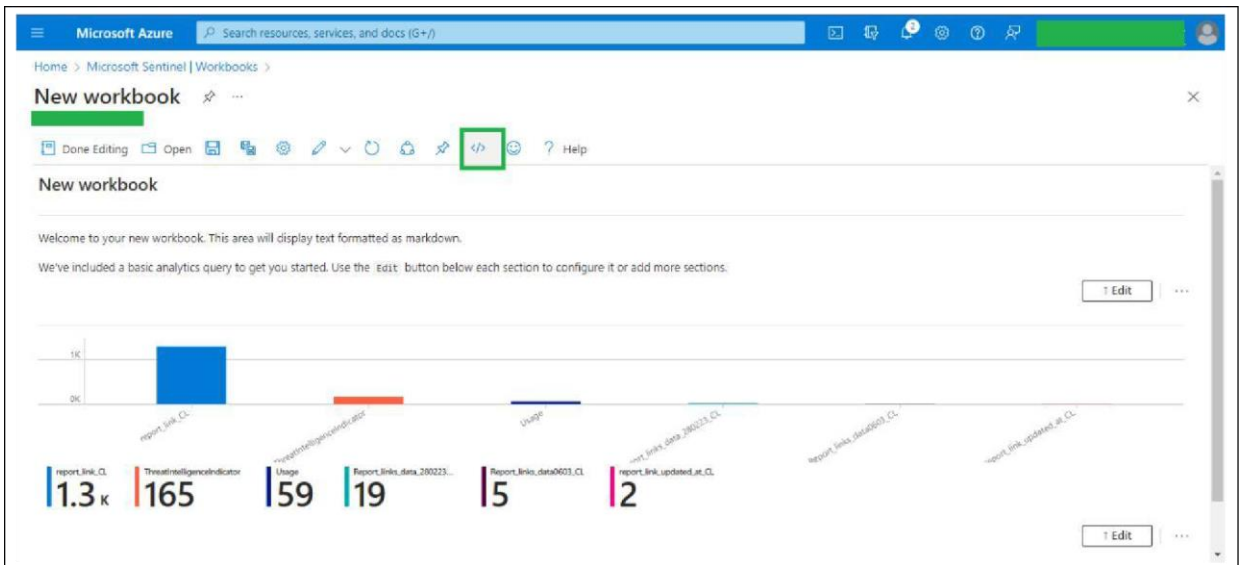 Microsoft Azure Search resources, services, and docs (G+/) 2
Home > Microsoft Sentinel | Workbooks >
New workbook ...
Done Editing Open </> ? Help
New workbook
Welcome to your new workbook. This area will display text formatted as markdown.
We've included a basic analytics query to get you started. Use the Edit button below each section to configure it or add more sections.
↑ Edit ...
1K
0K
report_link_CL ThreatIntelligenceIndicator Usage Report_links_data_280223_CL Report_links_data0603_CL report_link_updated_at_CL
report_link_CL ThreatIntelligenceIndicator Usage Report_links_data_280223... Report_links_data0603_CL report_link_updated_at_CL
1.3 K 165 59 19 5 2
↑ Edit ...